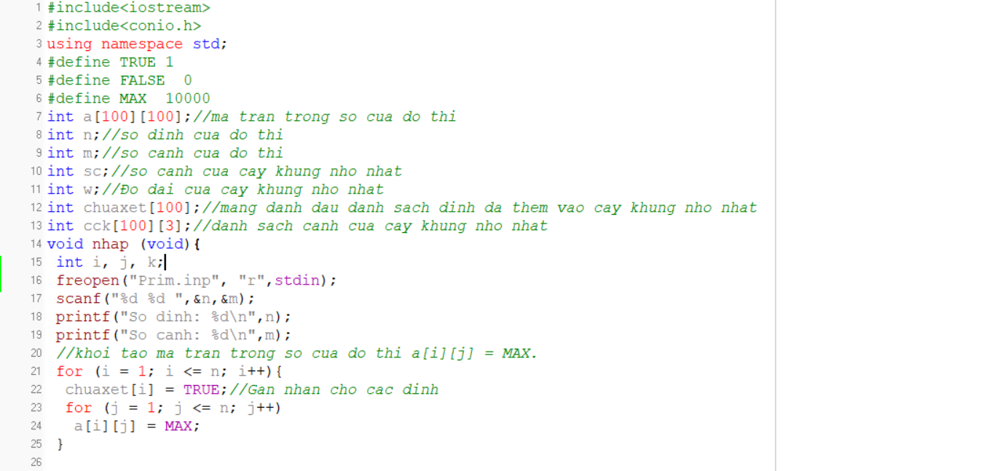 1 #include<iostream>
2 #include<conio.h>
3 using namespace std;
4 #define TRUE 1
5 #define FALSE  0
6 #define MAX  10000
7 int a[100][100];//ma tran trong so cua do thi
8 int n;//so dinh cua do thi
9 int m;//so canh cua do thi
10 int sc;//so canh cua cay khung nho nhat
11 int w;//Đo dai cua cay khung nho nhat
12 int chuaxet[100];//mang danh dau danh sach dinh da them vao cay khung nho nhat
13 int cck[100][3];//danh sach canh cua cay khung nho nhat
14 void nhap (void){
15  int i, j, k;
16  freopen("Prim.inp", "r",stdin);
17  scanf("%d %d ",&n,&m);
18  printf("So dinh: %d\n",n);
19  printf("So canh: %d\n",m);
20  //khoi tao ma tran trong so cua do thi a[i][j] = MAX.
21  for (i = 1; i <= n; i++){
22   chuaxet[i] = TRUE;//Gan nhan cho cac dinh
23   for (j = 1; j <= n; j++)
24    a[i][j] = MAX;
25  }
26